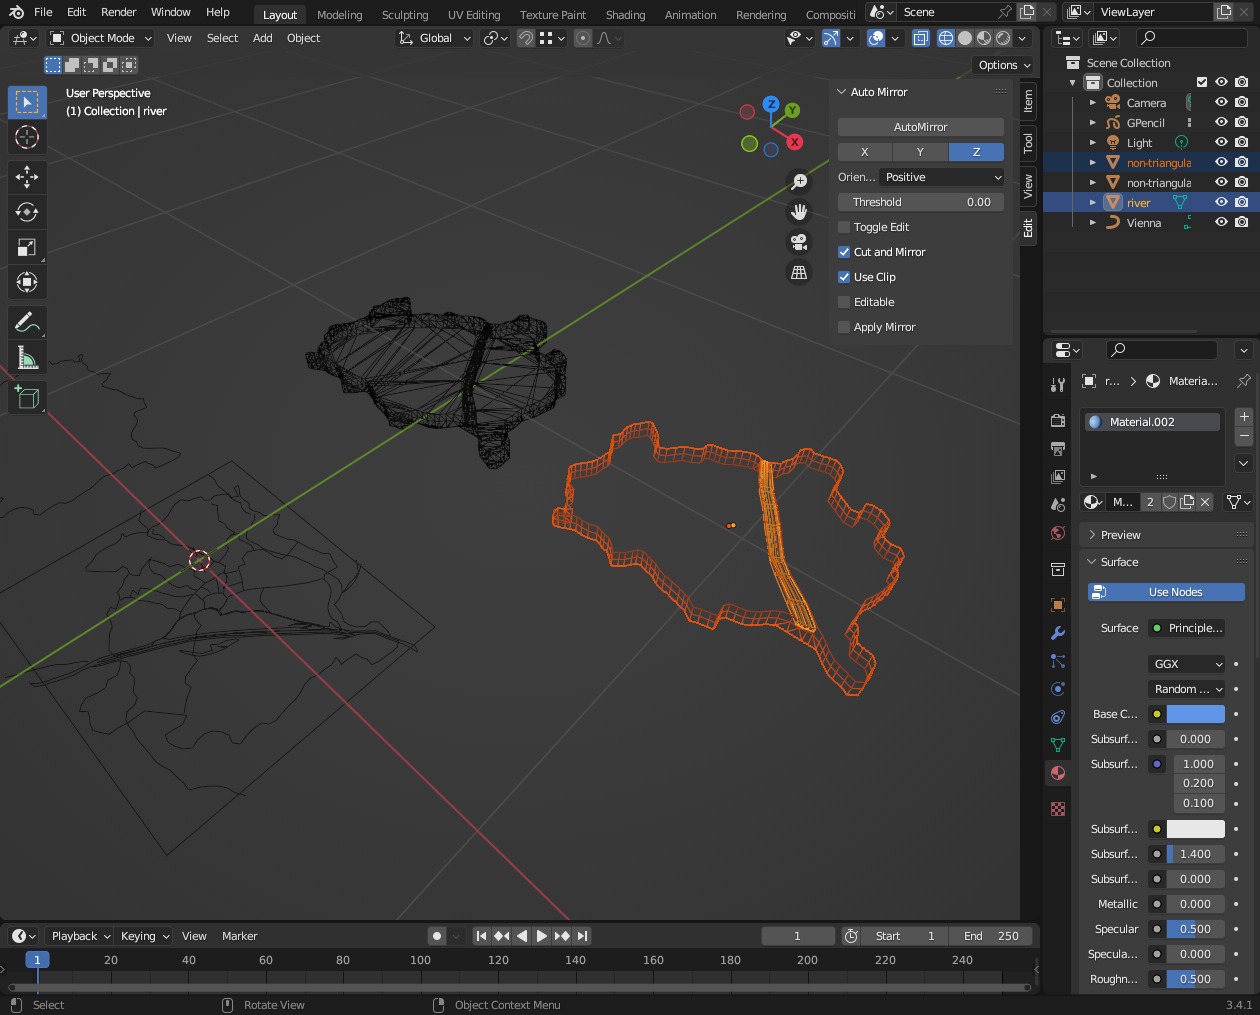 File Edit Render Window Help Layout Modeling Sculpting UV Editing Texture Paint Shading Animation Rendering Compositi Scene ViewLayer
Object Mode View Select Add Object Global
Options
User Perspective
(1) Collection | river
Z
Y
X
Auto Mirror
AutoMirror
X Y Z
Orien... Positive
Threshold 0.00
Toggle Edit
Cut and Mirror
Use Clip
Editable
Apply Mirror
Item
Tool
View
Edit
Scene Collection
Collection
Camera
GPencil
Light
non-triangula
non-triangula
river
Vienna
r... > Materia...
Material.002
M... 2
Preview
Surface
Use Nodes
Surface Principle...
GGX
Random ...
Base C...
Subsurf... 0.000
Subsurf... 1.000
0.200
0.100
Subsurf...
Subsurf... 1.400
Subsurf... 0.000
Metallic 0.000
Specular 0.500
Specula... 0.000
Roughn... 0.500
Playback Keying View Marker 1 Start 1 End 250
1 20 40 60 80 100 120 140 160 180 200 220 240
Select Rotate View Object Context Menu 3.4.1